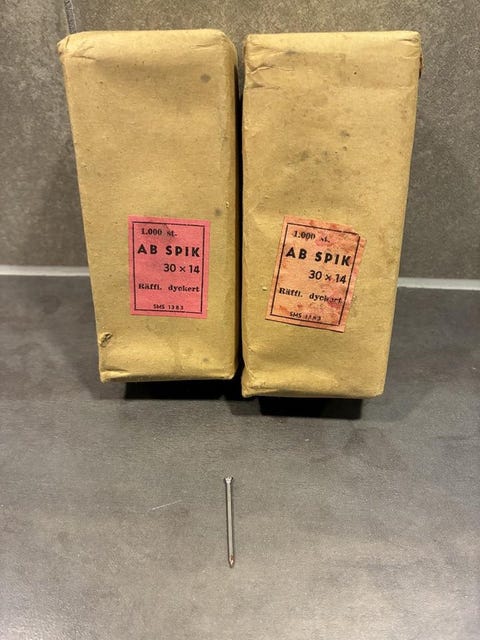 1.000 st.
AB SPIK
30 × 14
Räffl. dyckert
SMS 1383
1.000 st.
AB SPIK
30 × 14
Räffl. dyckert
SMS 1383